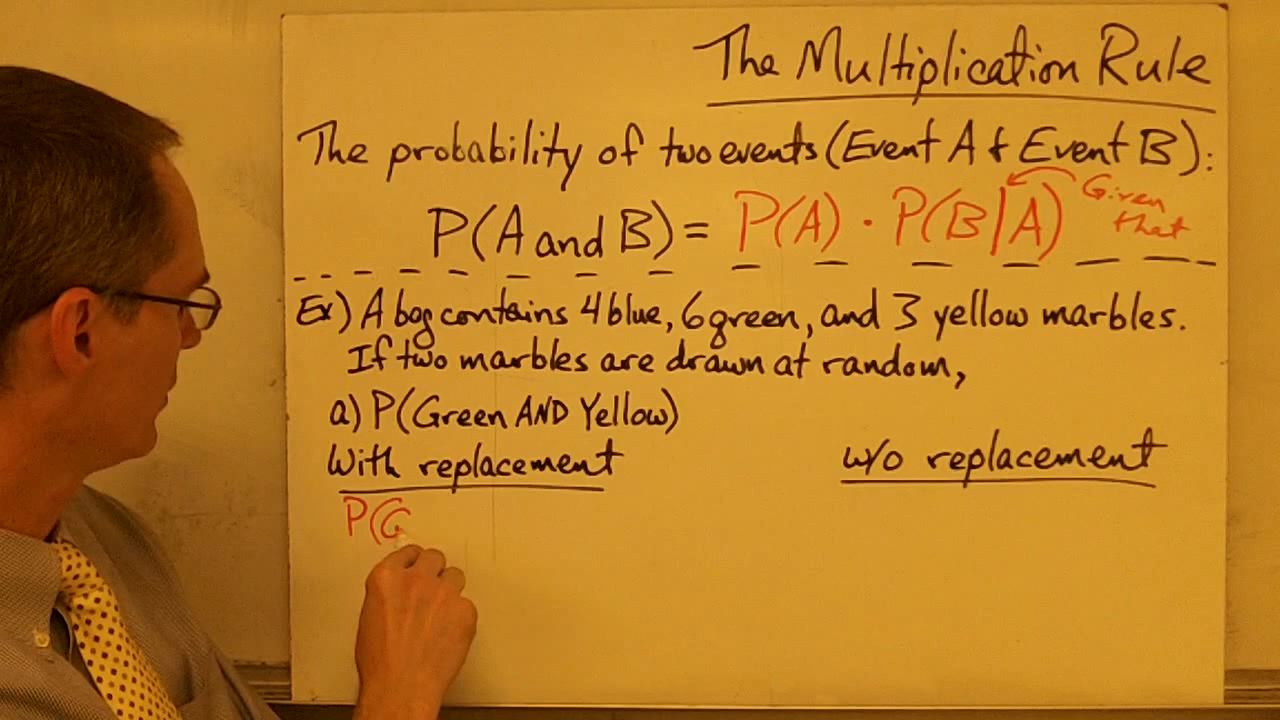 The Multiplication Rule
The probability of two events (Event A & Event B):
P(A and B) = P(A) · P(B|A) Given that
Ex) A bag contains 4 blue, 6 green, and 3 yellow marbles.
If two marbles are drawn at random,
a) P(Green AND Yellow)
With replacement
w/o replacement
P(G